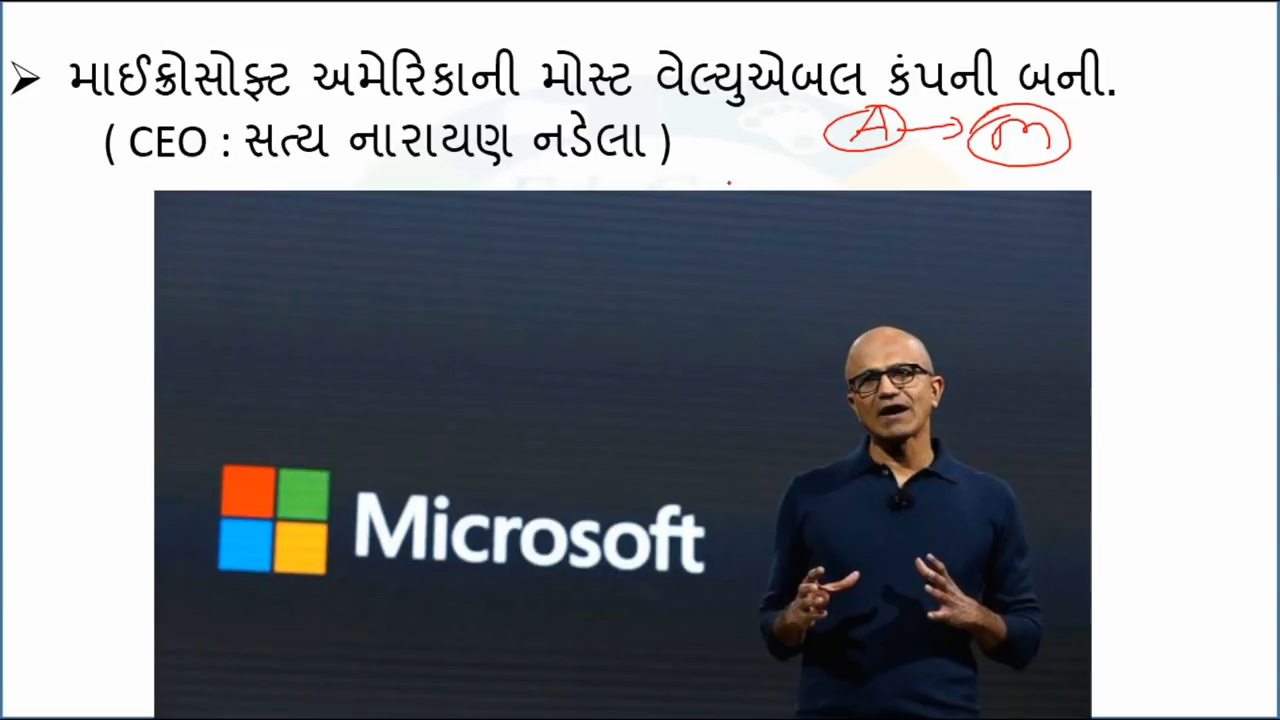 ➢ માઈક્રોસોફ્ટ અમેરિકાની મોસ્ટ વેલ્યુએબલ કંપની બની.
( CEO : સત્ય નારાયણ નડેલા )
A → m
Microsoft